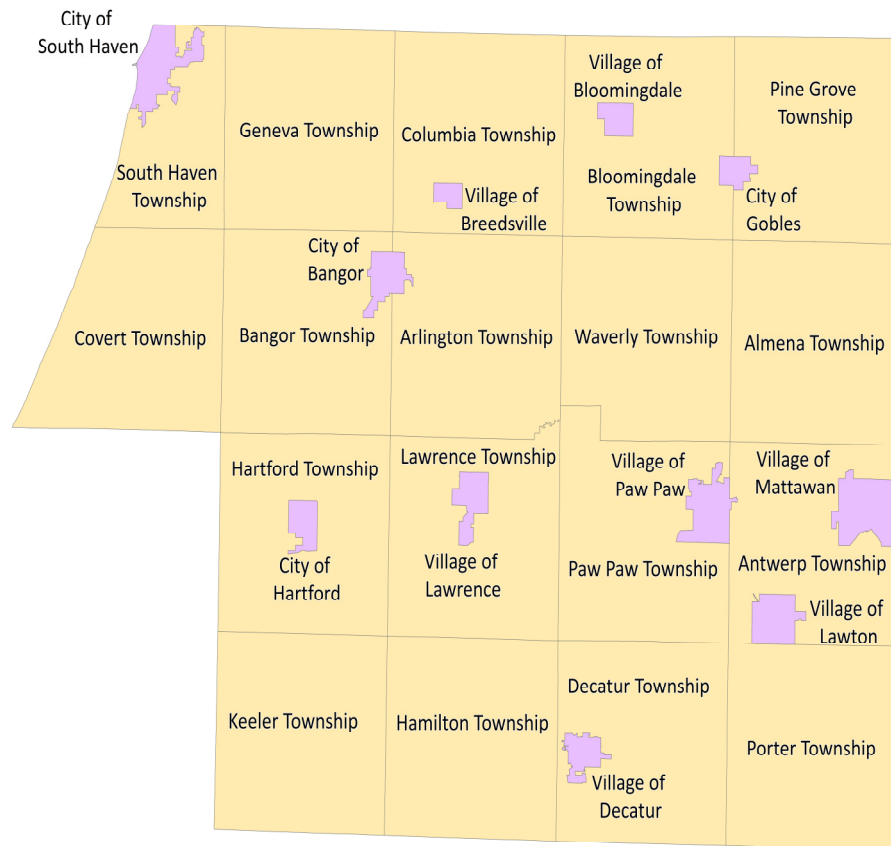 City of
South Haven
Village of
Bloomingdale
Pine Grove
Township
Geneva Township
Columbia Township
South Haven
Township
Village of
Breedsville
Bloomingdale
Township
City of
Gobles
City of
Bangor
Covert Township
Bangor Township
Arlington Township
Waverly Township
Almena Township
Hartford Township
Lawrence Township
Village of
Paw Paw
Village of
Mattawan
City of
Hartford
Village of
Lawrence
Paw Paw Township
Antwerp Township
Village of
Lawton
Decatur Township
Keeler Township
Hamilton Township
Porter Township
Village of
Decatur